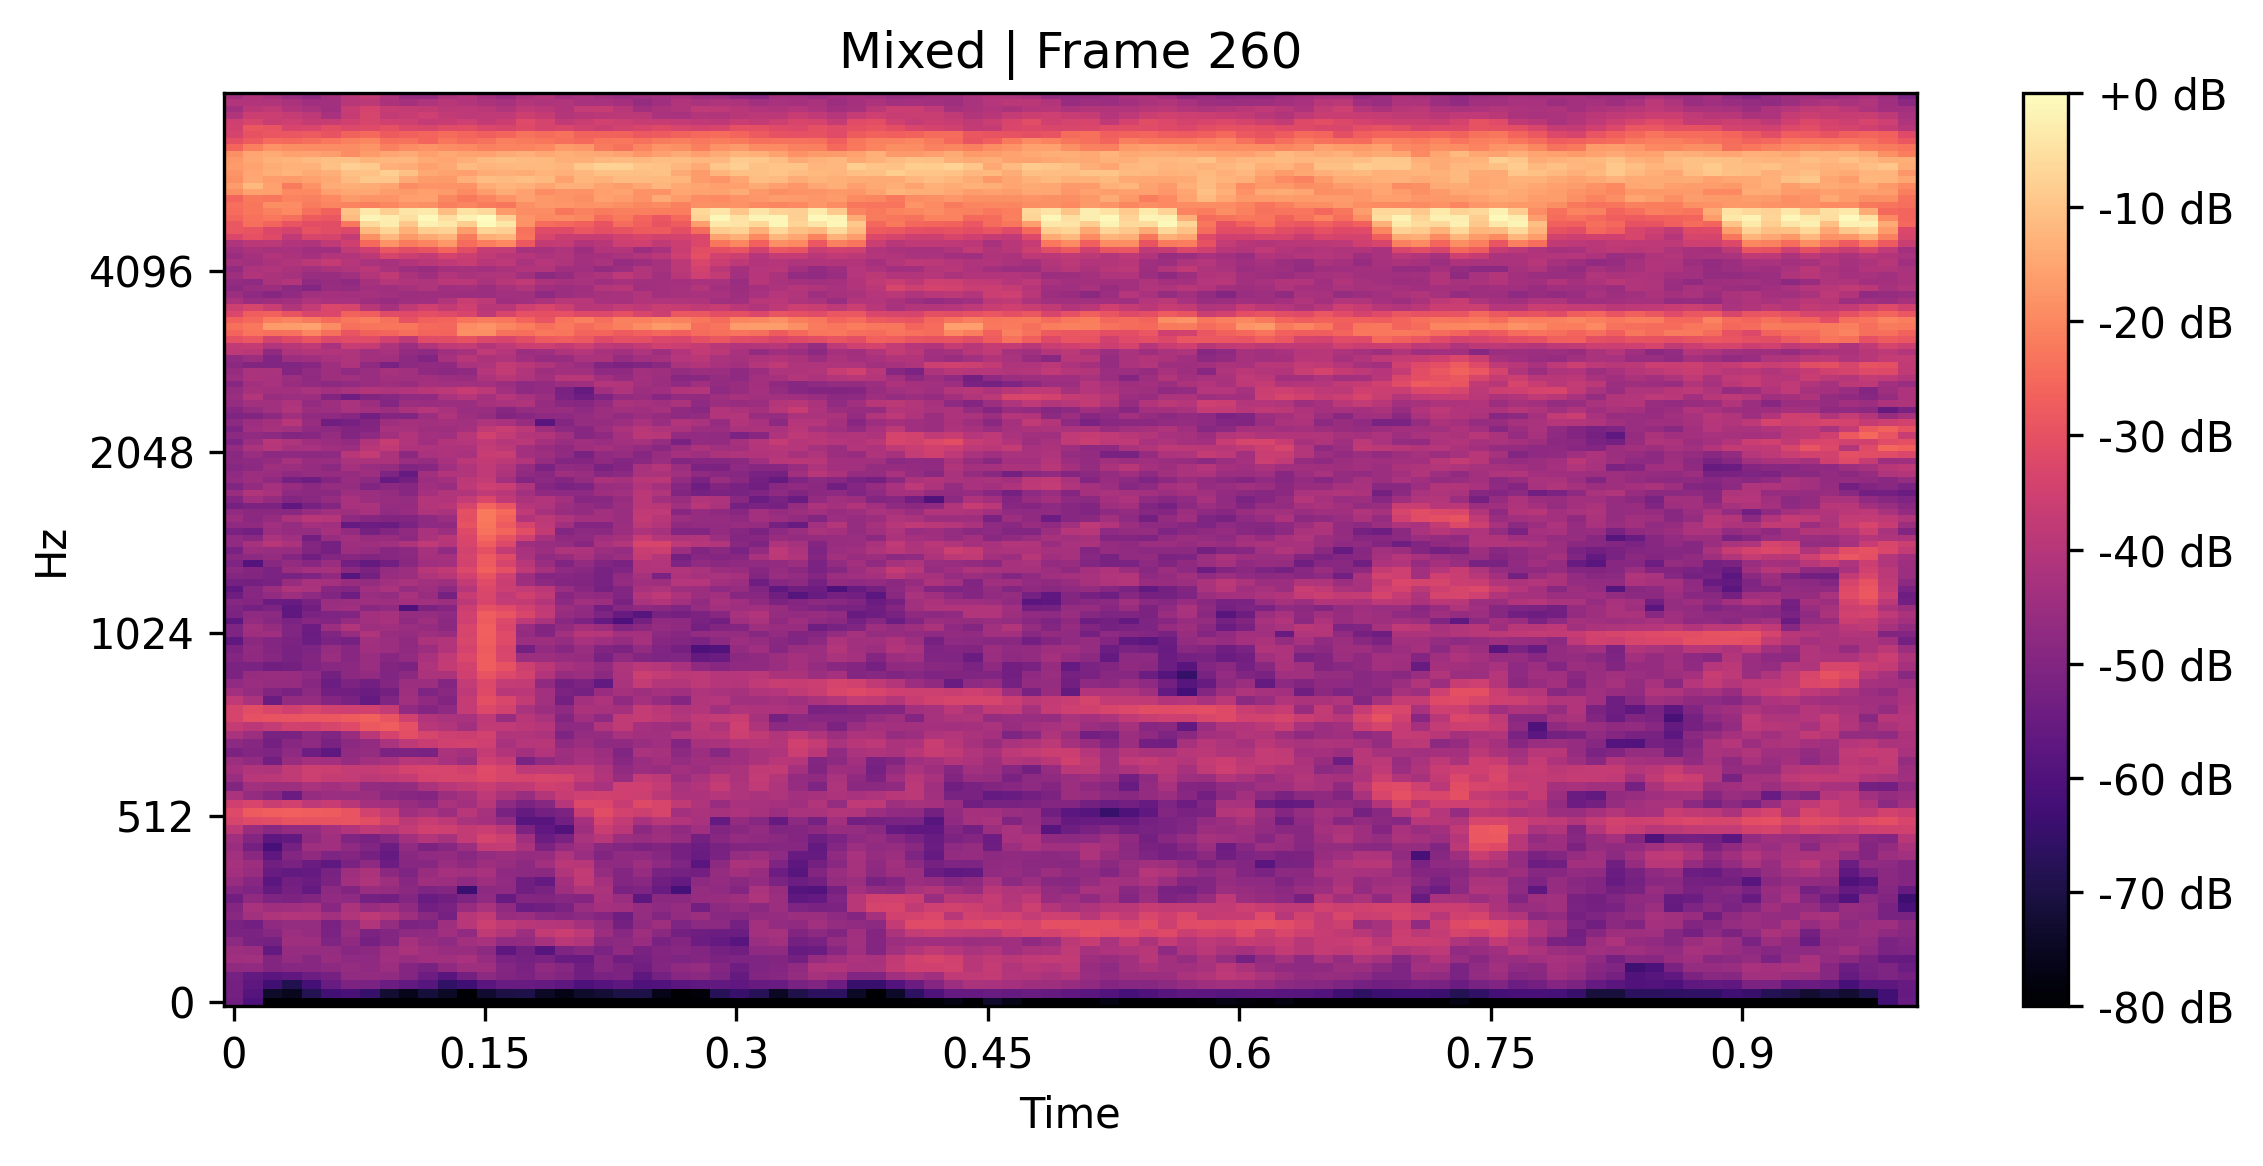 Mixed | Frame 260
+0 dB
-10 dB
-20 dB
-30 dB
-40 dB
-50 dB
-60 dB
-70 dB
-80 dB
Hz
4096
2048
1024
512
0
0 0.15 0.3 0.45 0.6 0.75 0.9
Time